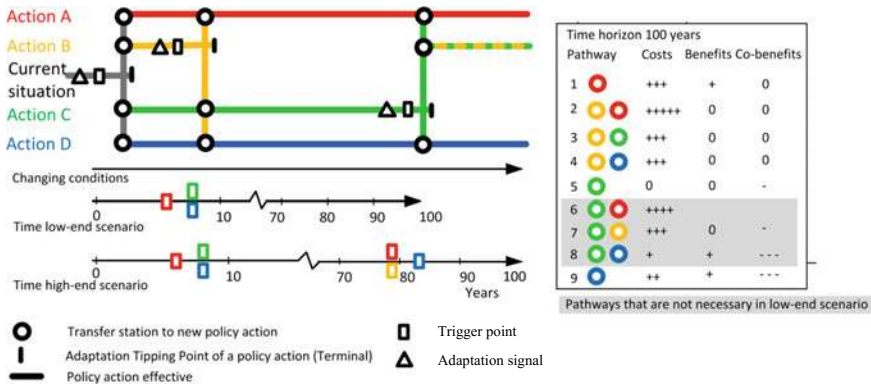 Action A
Action B
Current
situation
Action C
Action D
Changing conditions
0 10 70 80 90 100
Time low-end scenario
0 10 70 80 90 100
Time high-end scenario
Years
Transfer station to new policy action
Adaptation Tipping Point of a policy action (Terminal)
Policy action effective
Trigger point
Adaptation signal
Time horizon 100 years
Pathway Costs Benefits Co-benefits
1 +++ + 0
2 +++++ 0 0
3 +++ 0 0
4 +++ 0 0
5 0 0 -
6 ++++
7 +++ 0 -
8 + + - - -
9 ++ + - - -
Pathways that are not necessary in low-end scenario